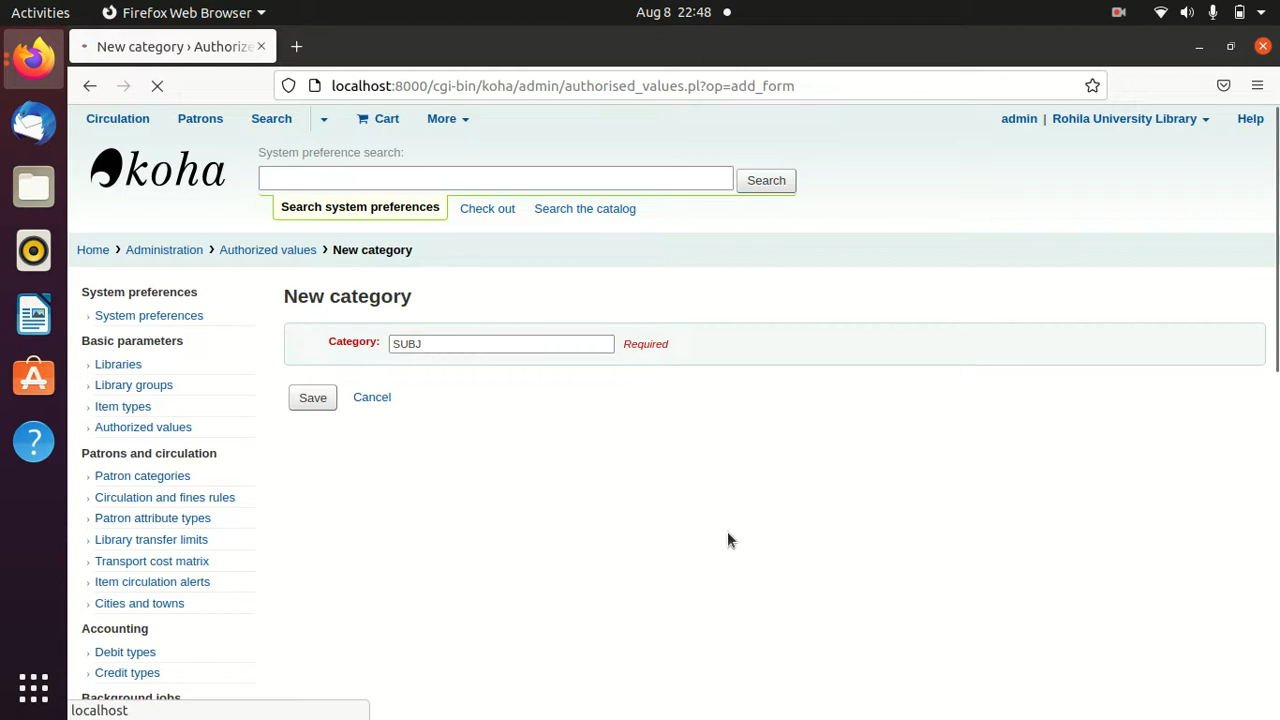 Activities Firefox Web Browser Aug 8 22:48
New category › Authorize
localhost:8000/cgi-bin/koha/admin/authorised_values.pl?op=add_form
Circulation Patrons Search Cart More admin | Rohila University Library Help
koha
System preference search:
Search
Search system preferences Check out Search the catalog
Home › Administration › Authorized values › New category
System preferences
› System preferences
Basic parameters
› Libraries
› Library groups
› Item types
› Authorized values
Patrons and circulation
› Patron categories
› Circulation and fines rules
› Patron attribute types
› Library transfer limits
› Transport cost matrix
› Item circulation alerts
› Cities and towns
Accounting
› Debit types
› Credit types
Background jobs
New category
Category: SUBJ Required
Save Cancel
localhost